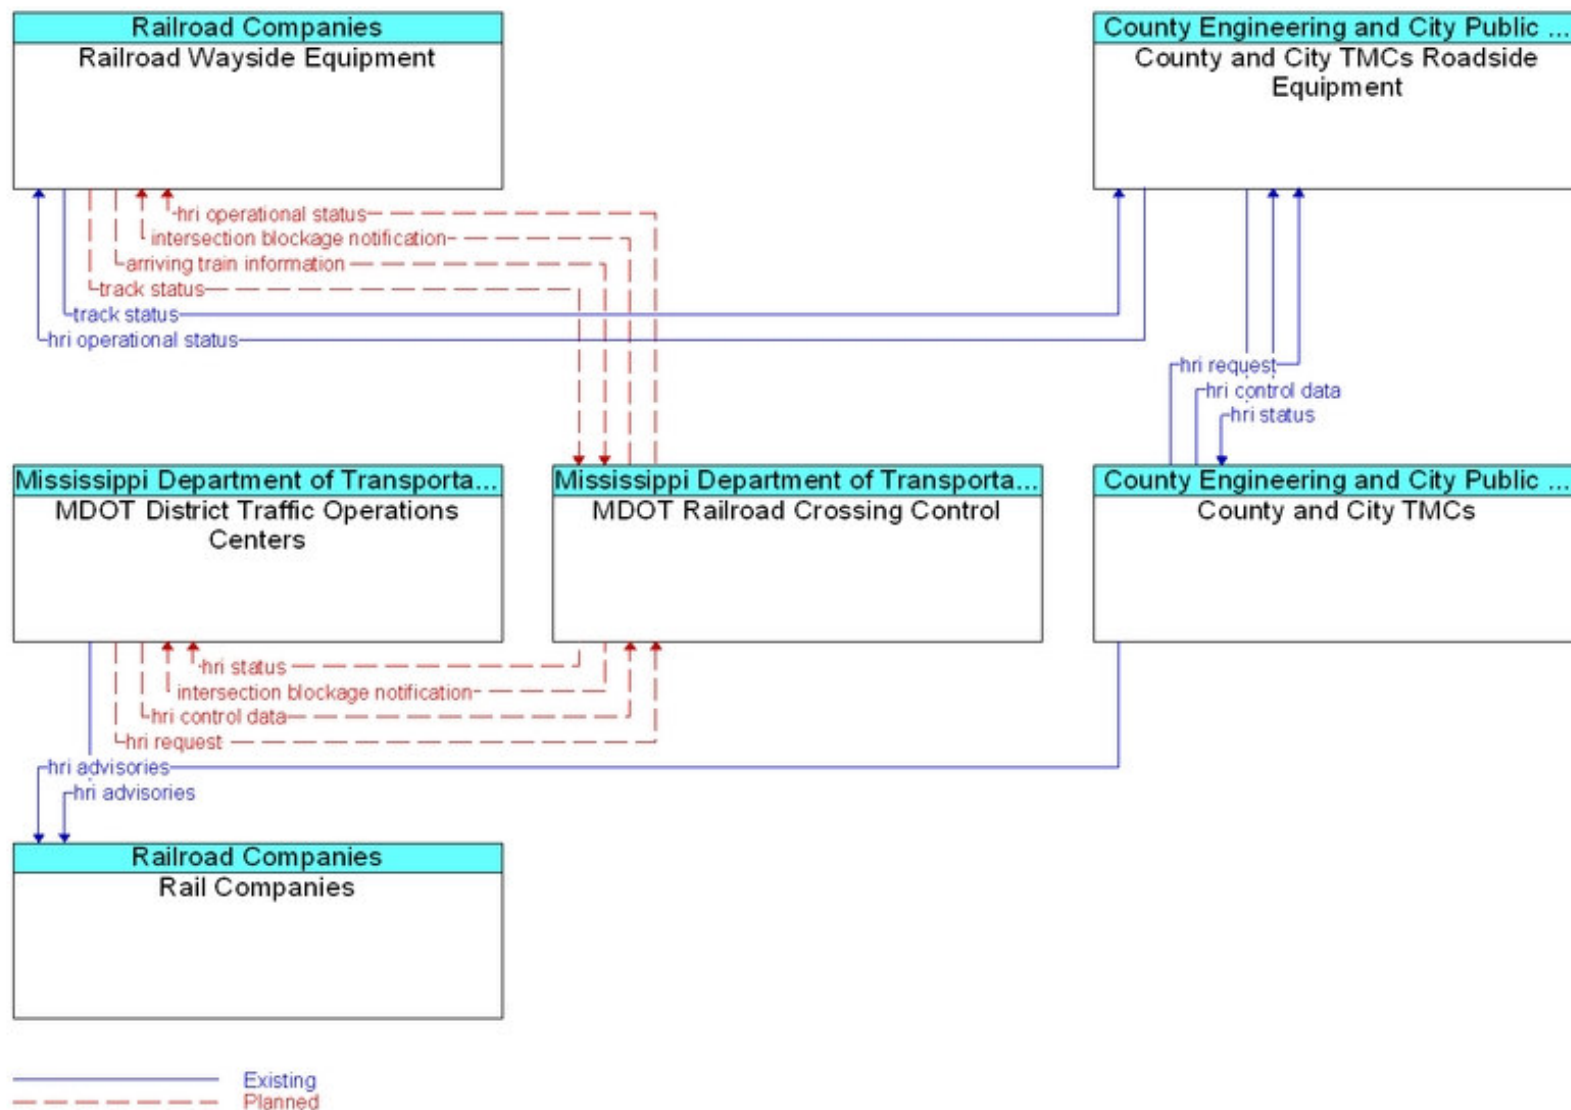 Railroad Companies
Railroad Wayside Equipment
County Engineering and City Public ...
County and City TMCs Roadside
Equipment
hri operational status
intersection blockage notification
arriving train information
track status
track status
hri operational status
hri request
hri control data
hri status
Mississippi Department of Transporta...
MDOT District Traffic Operations
Centers
Mississippi Department of Transporta...
MDOT Railroad Crossing Control
County Engineering and City Public ...
County and City TMCs
hri status
intersection blockage notification
hri control data
hri request
hri advisories
hri advisories
Railroad Companies
Rail Companies
Existing
Planned